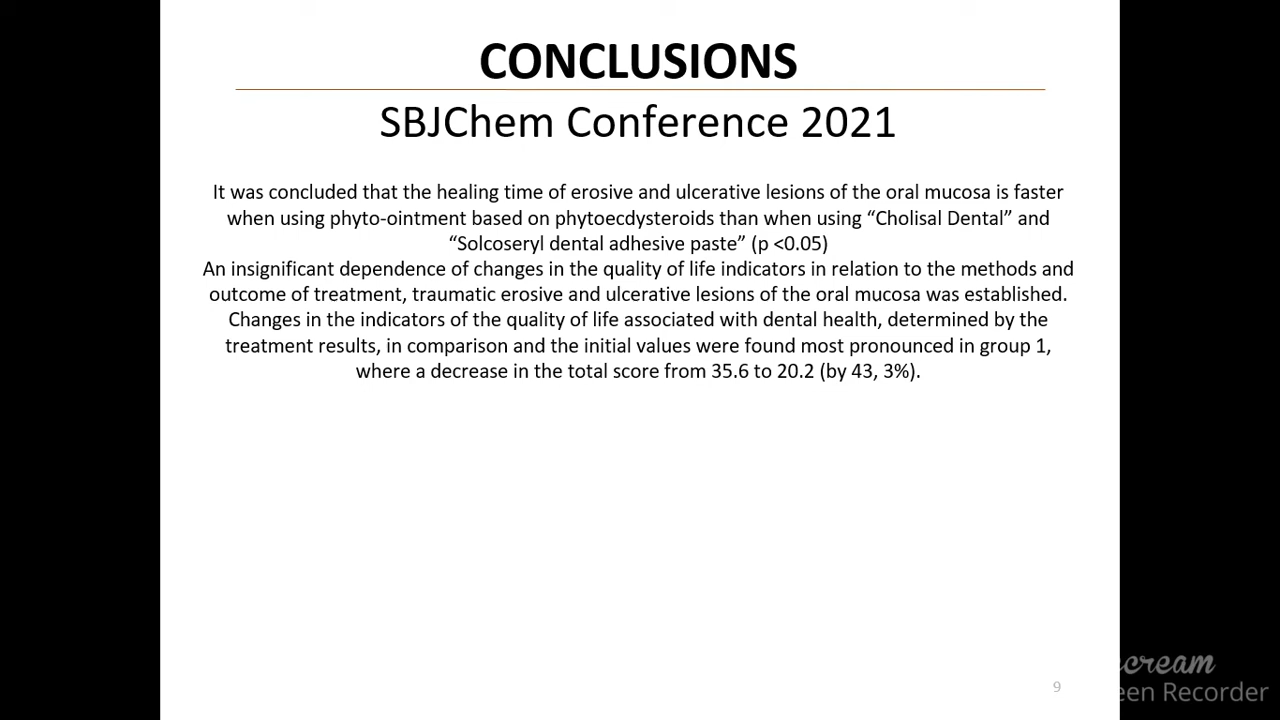 CONCLUSIONS
SBJChem Conference 2021
It was concluded that the healing time of erosive and ulcerative lesions of the oral mucosa is faster
when using phyto-ointment based on phytoecdysteroids than when using “Cholisal Dental” and
“Solcoseryl dental adhesive paste” (p <0.05)
An insignificant dependence of changes in the quality of life indicators in relation to the methods and
outcome of treatment, traumatic erosive and ulcerative lesions of the oral mucosa was established.
Changes in the indicators of the quality of life associated with dental health, determined by the
treatment results, in comparison and the initial values were found most pronounced in group 1,
where a decrease in the total score from 35.6 to 20.2 (by 43, 3%).
cream
een Recorder
9